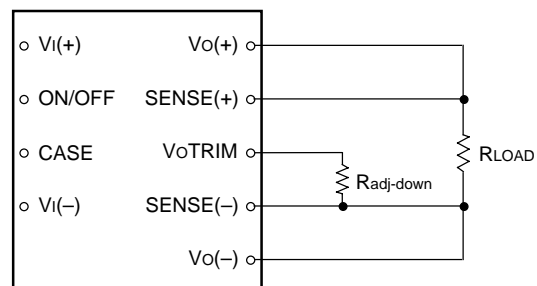 VI(+) VO(+)
ON/OFF SENSE(+)
CASE VOTRIM
Radj-down
RLOAD
VI(–) SENSE(–)
VO(–)